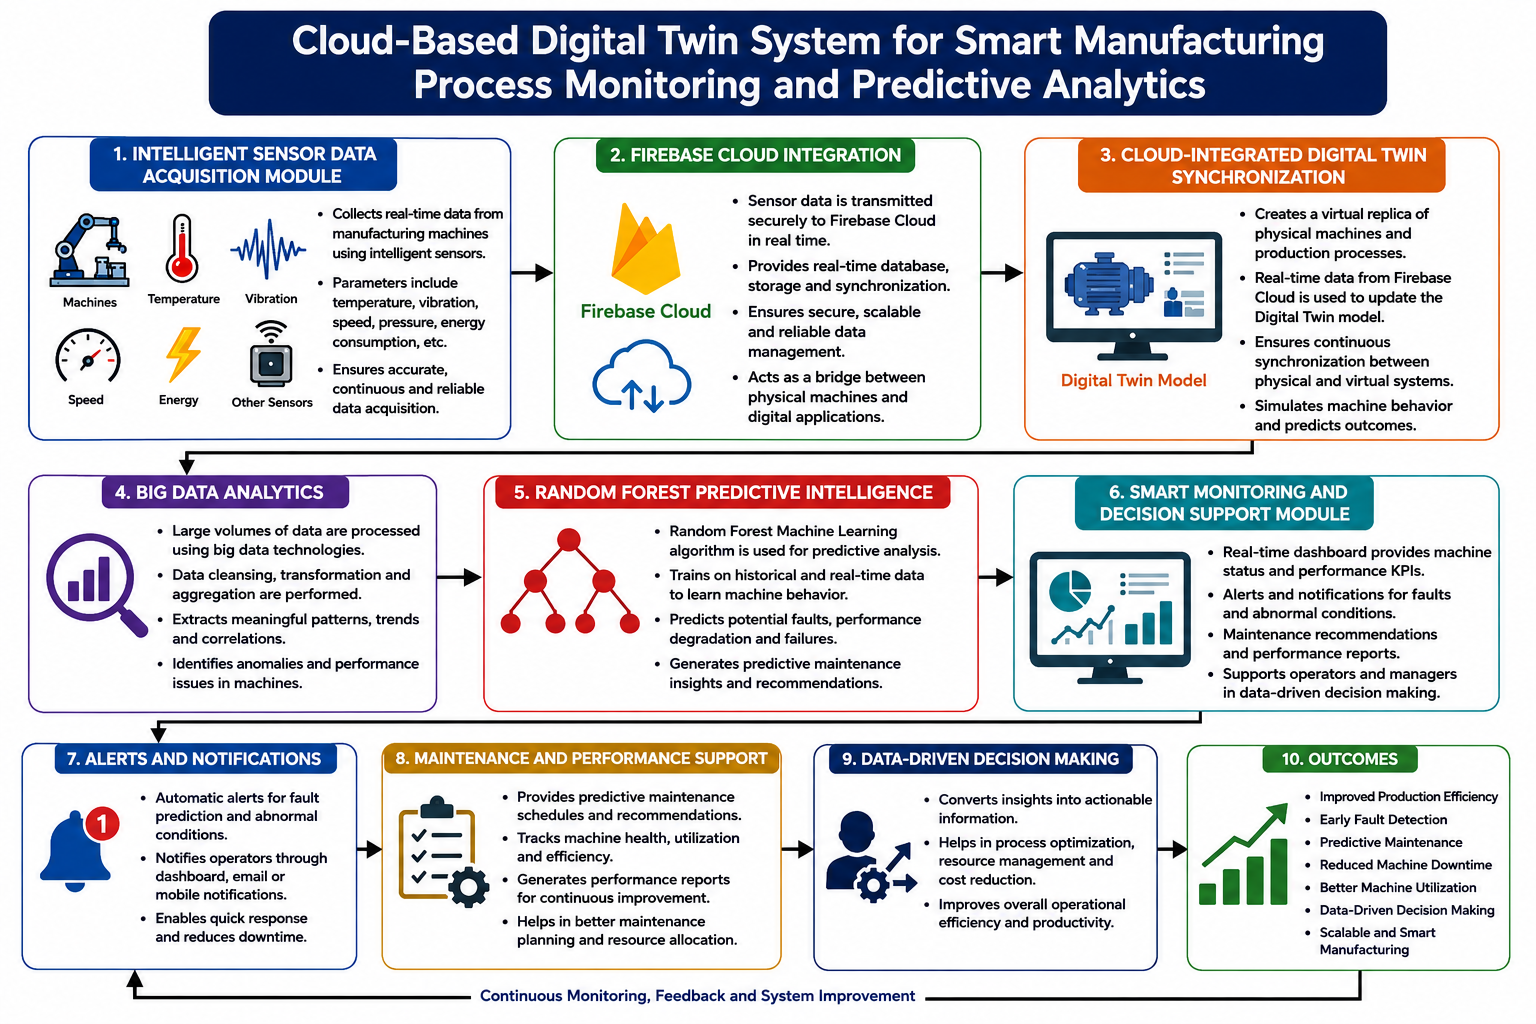 Cloud-Based Digital Twin System for Smart Manufacturing
Process Monitoring and Predictive Analytics
1. INTELLIGENT SENSOR DATA
ACQUISITION MODULE
Machines
Temperature
Vibration
Speed
Energy
Other Sensors
• Collects real-time data from
manufacturing machines
using intelligent sensors.
• Parameters include
temperature, vibration,
speed, pressure, energy
consumption, etc.
• Ensures accurate,
continuous and reliable
data acquisition.
2. FIREBASE CLOUD INTEGRATION
Firebase Cloud
• Sensor data is transmitted
securely to Firebase Cloud
in real time.
• Provides real-time database,
storage and synchronization.
• Ensures secure, scalable
and reliable data
management.
• Acts as a bridge between
physical machines and
digital applications.
3. CLOUD-INTEGRATED DIGITAL TWIN
SYNCHRONIZATION
Digital Twin Model
• Creates a virtual replica of
physical machines and
production processes.
• Real-time data from Firebase
Cloud is used to update the
Digital Twin model.
• Ensures continuous
synchronization between
physical and virtual systems.
• Simulates machine behavior
and predicts outcomes.
4. BIG DATA ANALYTICS
• Large volumes of data are processed
using big data technologies.
• Data cleansing, transformation and
aggregation are performed.
• Extracts meaningful patterns, trends
and correlations.
• Identifies anomalies and performance
issues in machines.
5. RANDOM FOREST PREDICTIVE INTELLIGENCE
• Random Forest Machine Learning
algorithm is used for predictive analysis.
• Trains on historical and real-time data
to learn machine behavior.
• Predicts potential faults, performance
degradation and failures.
• Generates predictive maintenance
insights and recommendations.
6. SMART MONITORING AND
DECISION SUPPORT MODULE
• Real-time dashboard provides machine
status and performance KPIs.
• Alerts and notifications for faults
and abnormal conditions.
• Maintenance recommendations
and performance reports.
• Supports operators and managers
in data-driven decision making.
7. ALERTS AND NOTIFICATIONS
1
• Automatic alerts for fault
prediction and abnormal
conditions.
• Notifies operators through
dashboard, email or
mobile notifications.
• Enables quick response
and reduces downtime.
8. MAINTENANCE AND PERFORMANCE SUPPORT
• Provides predictive maintenance
schedules and recommendations.
• Tracks machine health, utilization
and efficiency.
• Generates performance reports
for continuous improvement.
• Helps in better maintenance
planning and resource allocation.
9. DATA-DRIVEN DECISION MAKING
• Converts insights into actionable
information.
• Helps in process optimization,
resource management and
cost reduction.
• Improves overall operational
efficiency and productivity.
10. OUTCOMES
• Improved Production Efficiency
• Early Fault Detection
• Predictive Maintenance
• Reduced Machine Downtime
• Better Machine Utilization
• Data-Driven Decision Making
• Scalable and Smart
Manufacturing
Continuous Monitoring, Feedback and System Improvement